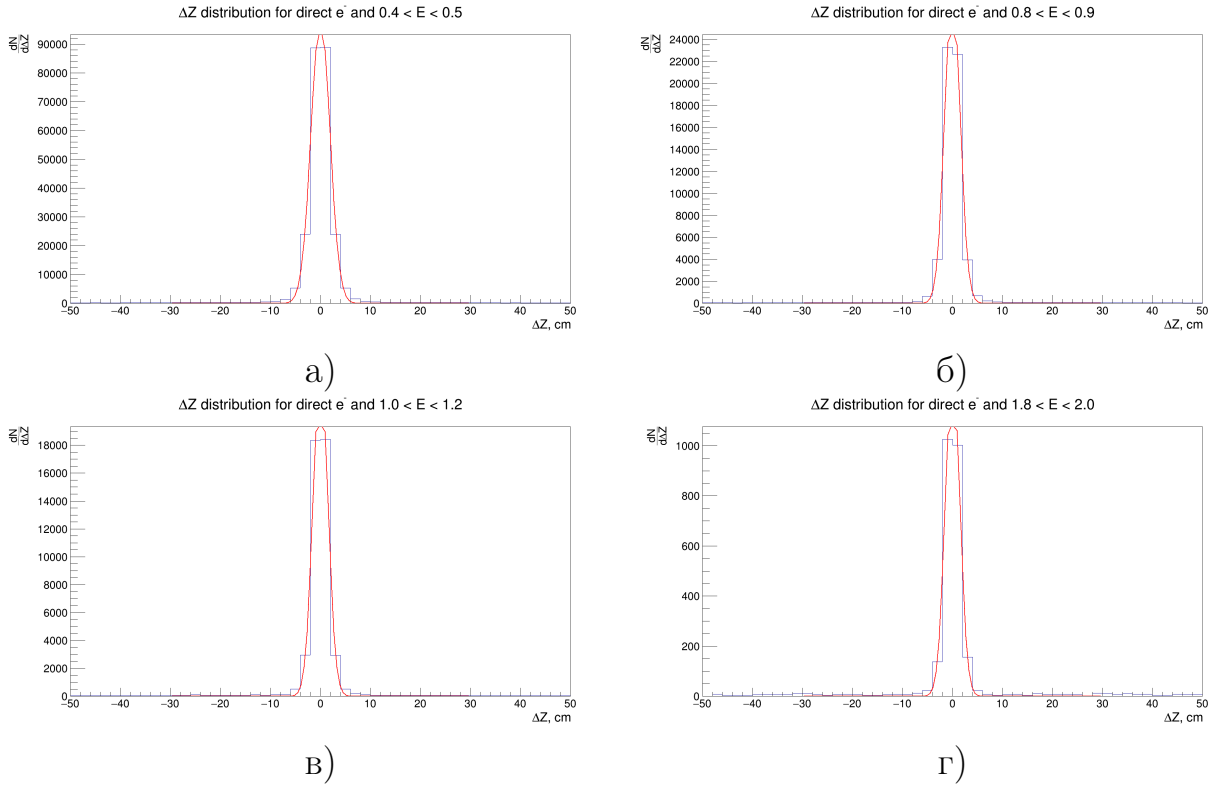 ΔZ distribution for direct e⁻ and 0.4 < E < 0.5
dN
dΔZ
90000
80000
70000
60000
50000
40000
30000
20000
10000
0
−50 −40 −30 −20 −10 0 10 20 30 40 50
ΔZ, cm
а)
ΔZ distribution for direct e⁻ and 0.8 < E < 0.9
dN
dΔZ
24000
22000
20000
18000
16000
14000
12000
10000
8000
6000
4000
2000
0
−50 −40 −30 −20 −10 0 10 20 30 40 50
ΔZ, cm
б)
ΔZ distribution for direct e⁻ and 1.0 < E < 1.2
dN
dΔZ
18000
16000
14000
12000
10000
8000
6000
4000
2000
0
−50 −40 −30 −20 −10 0 10 20 30 40 50
ΔZ, cm
в)
ΔZ distribution for direct e⁻ and 1.8 < E < 2.0
dN
dΔZ
1000
800
600
400
200
0
−50 −40 −30 −20 −10 0 10 20 30 40 50
ΔZ, cm
г)